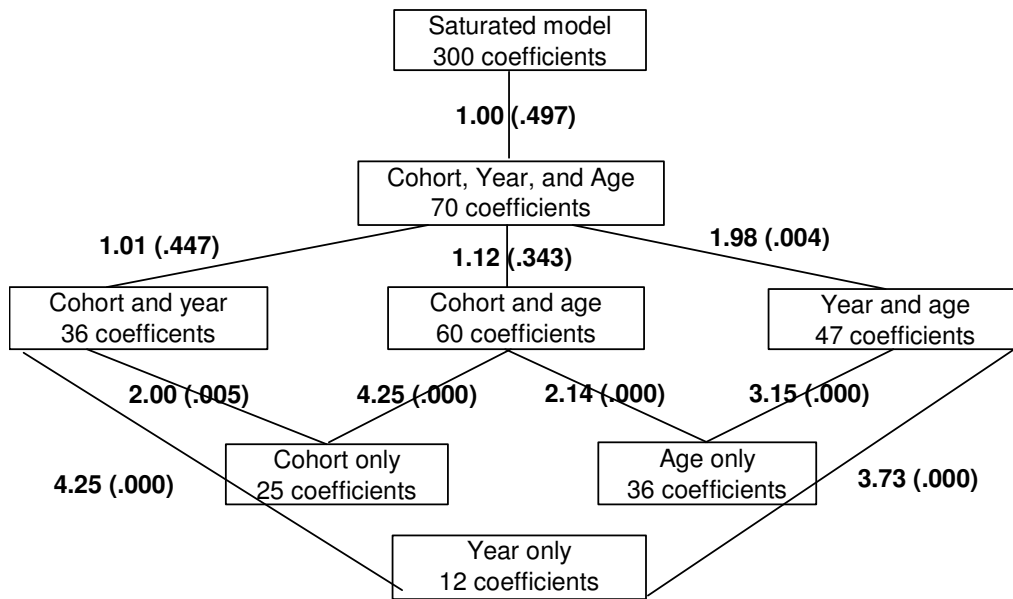 Saturated model
300 coefficients
1.00 (.497)
Cohort, Year, and Age
70 coefficients
1.01 (.447)
1.12 (.343)
1.98 (.004)
Cohort and year
36 coefficents
Cohort and age
60 coefficients
Year and age
47 coefficients
2.00 (.005)
4.25 (.000)
2.14 (.000)
3.15 (.000)
Cohort only
25 coefficients
Age only
36 coefficients
4.25 (.000)
3.73 (.000)
Year only
12 coefficients